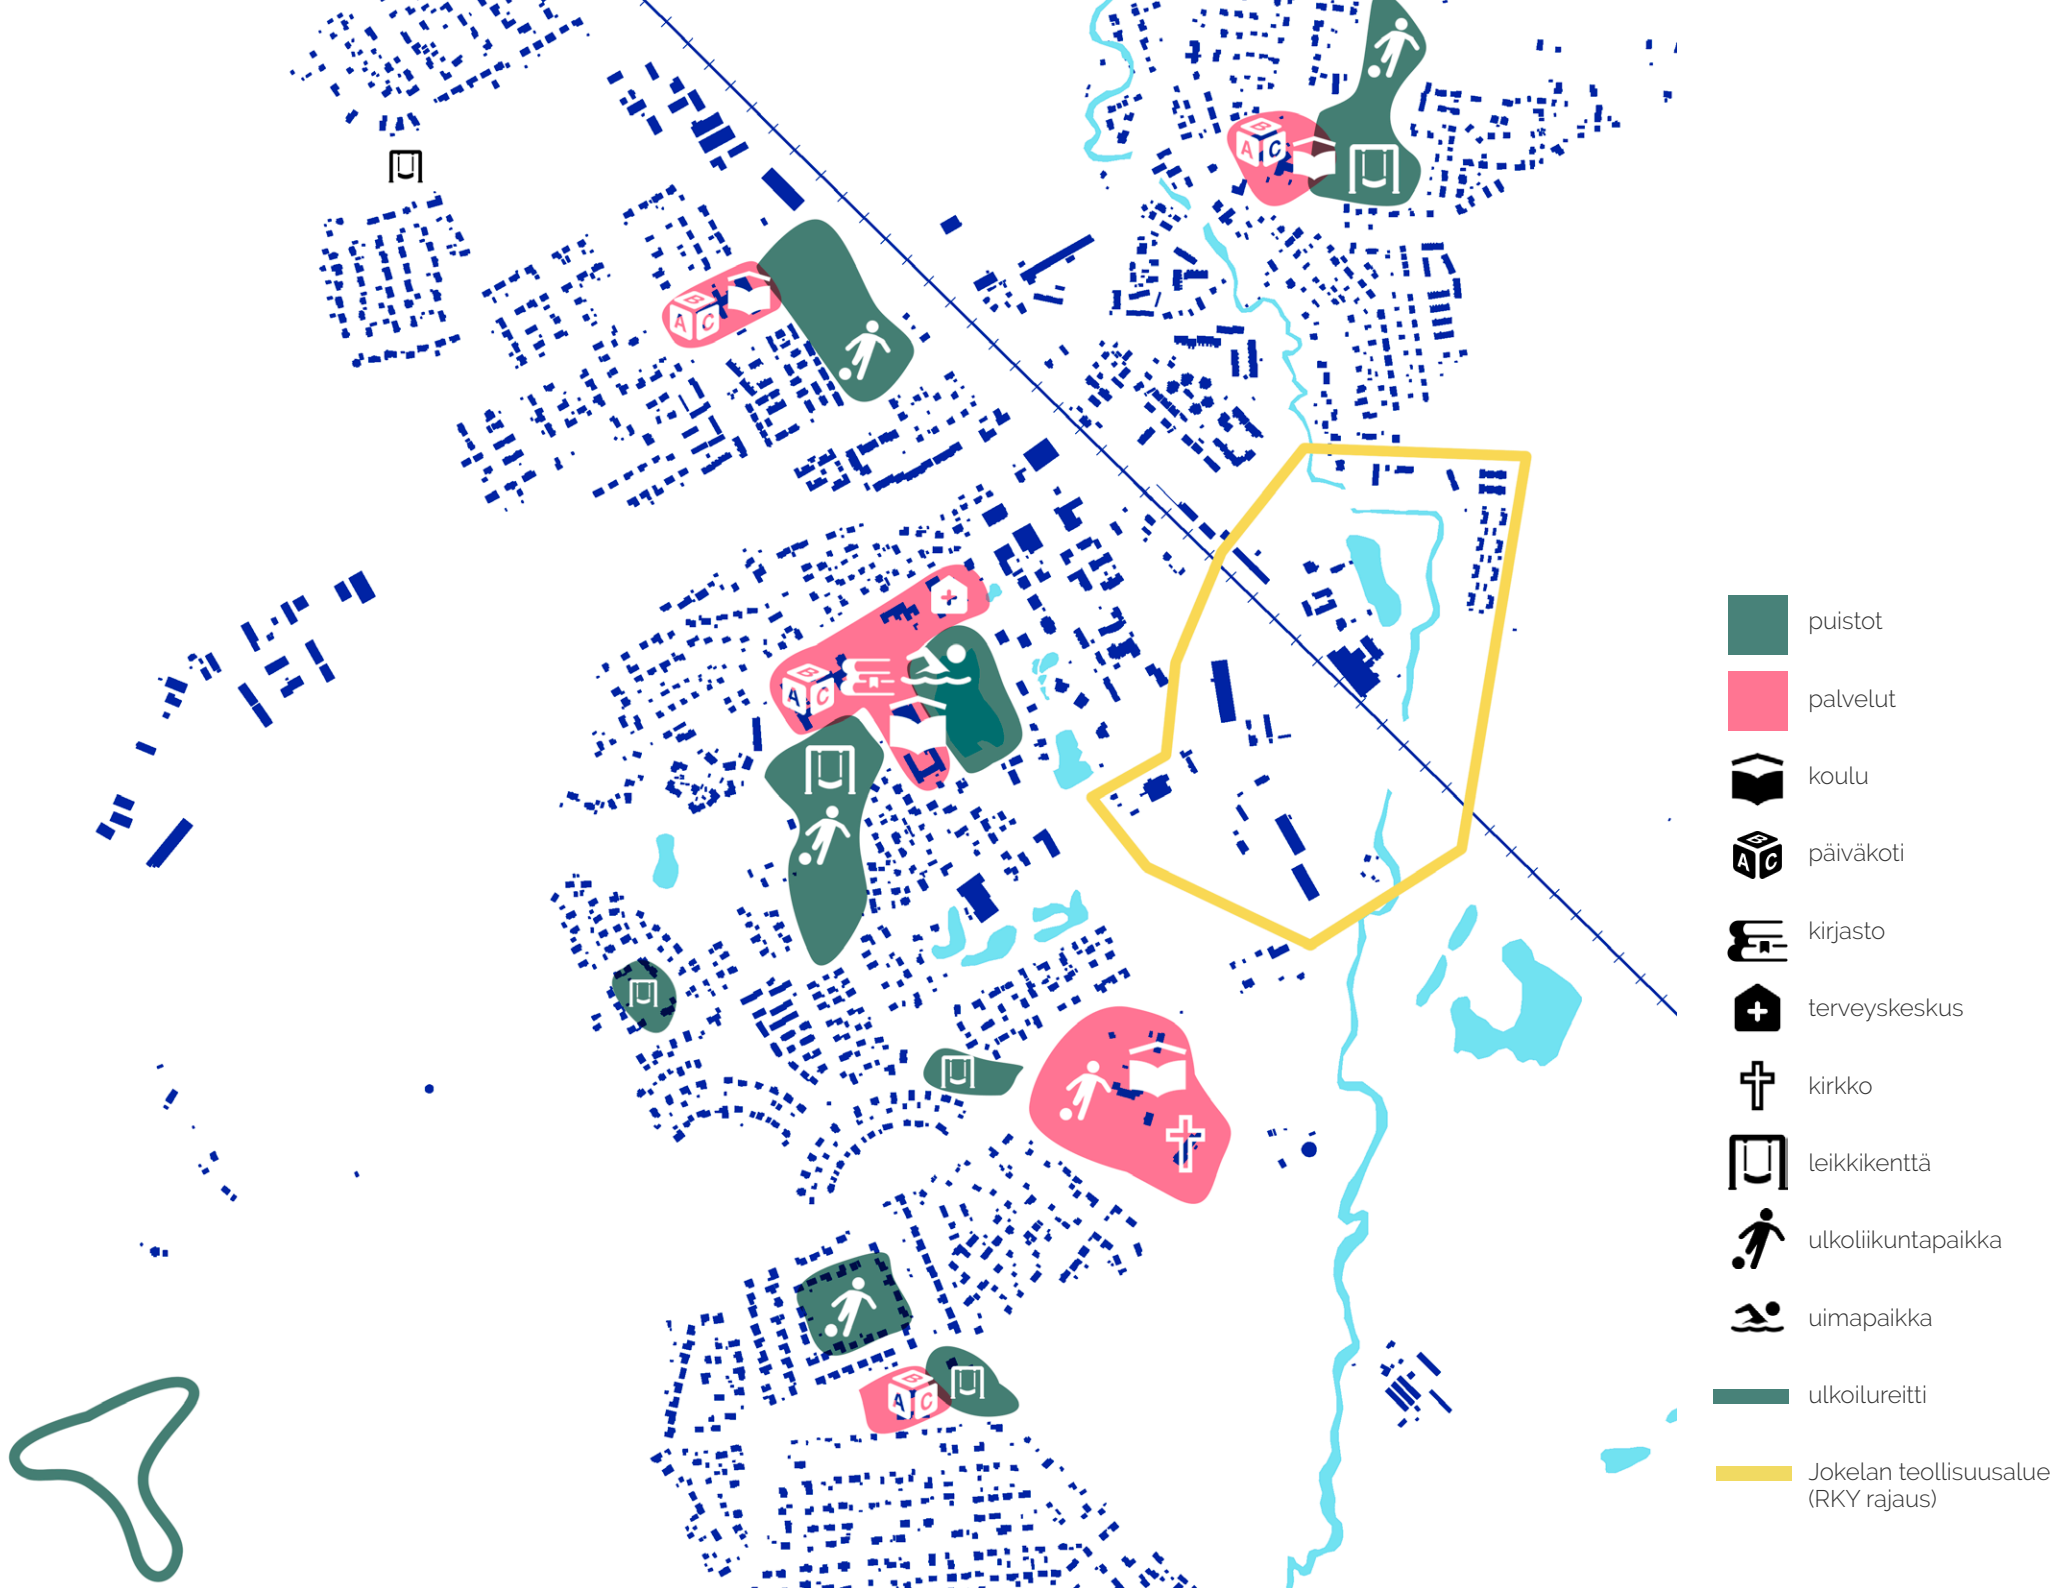 puistot
palvelut
koulu
päiväkoti
kirjasto
terveyskeskus
kirkko
leikkikenttä
ulkoliikuntapaikka
uimapaikka
ulkoilureitti
Jokelan teollisuusalue
(RKY rajaus)
B
A C
B
A C
B
A C
B
A C
B
A C